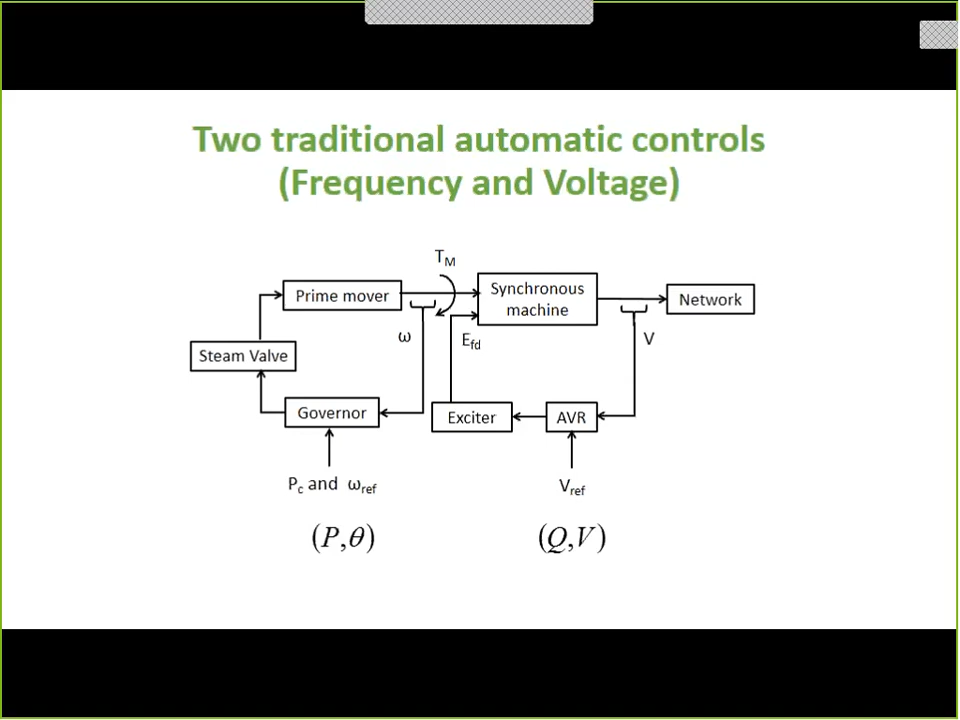 Two traditional automatic controls
(Frequency and Voltage)
T_M
Prime mover
Synchronous
machine
Network
ω
E_fd
V
Steam Valve
Governor
Exciter
AVR
P_c and ω_ref
V_ref
(P,θ)
(Q,V)